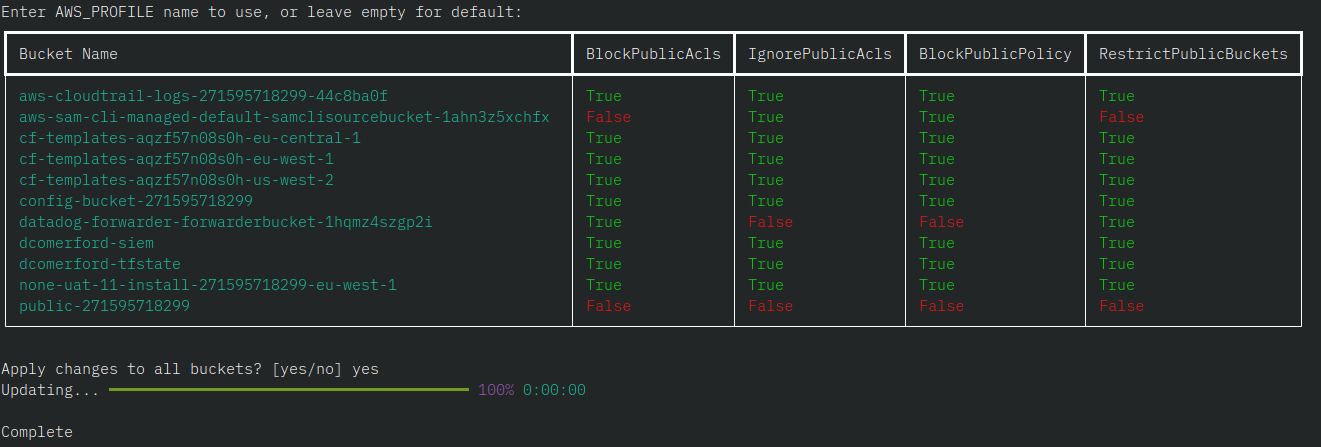 Enter AWS_PROFILE name to use, or leave empty for default:
Bucket Name BlockPublicAcls IgnorePublicAcls BlockPublicPolicy RestrictPublicBuckets
aws-cloudtrail-logs-271595718299-44c8ba0f True True True True
aws-sam-cli-managed-default-samclisourcebucket-1ahn3z5xchfx False True True False
cf-templates-aqzf57n08s0h-eu-central-1 True True True True
cf-templates-aqzf57n08s0h-eu-west-1 True True True True
cf-templates-aqzf57n08s0h-us-west-2 True True True True
config-bucket-271595718299 True True True True
datadog-forwarder-forwarderbucket-1hqmz4szgp2i True False False True
dcomerford-siem True True True True
dcomerford-tfstate True True True True
none-uat-11-install-271595718299-eu-west-1 True True True True
public-271595718299 False False False False
Apply changes to all buckets? [yes/no] yes
Updating... 100% 0:00:00
Complete